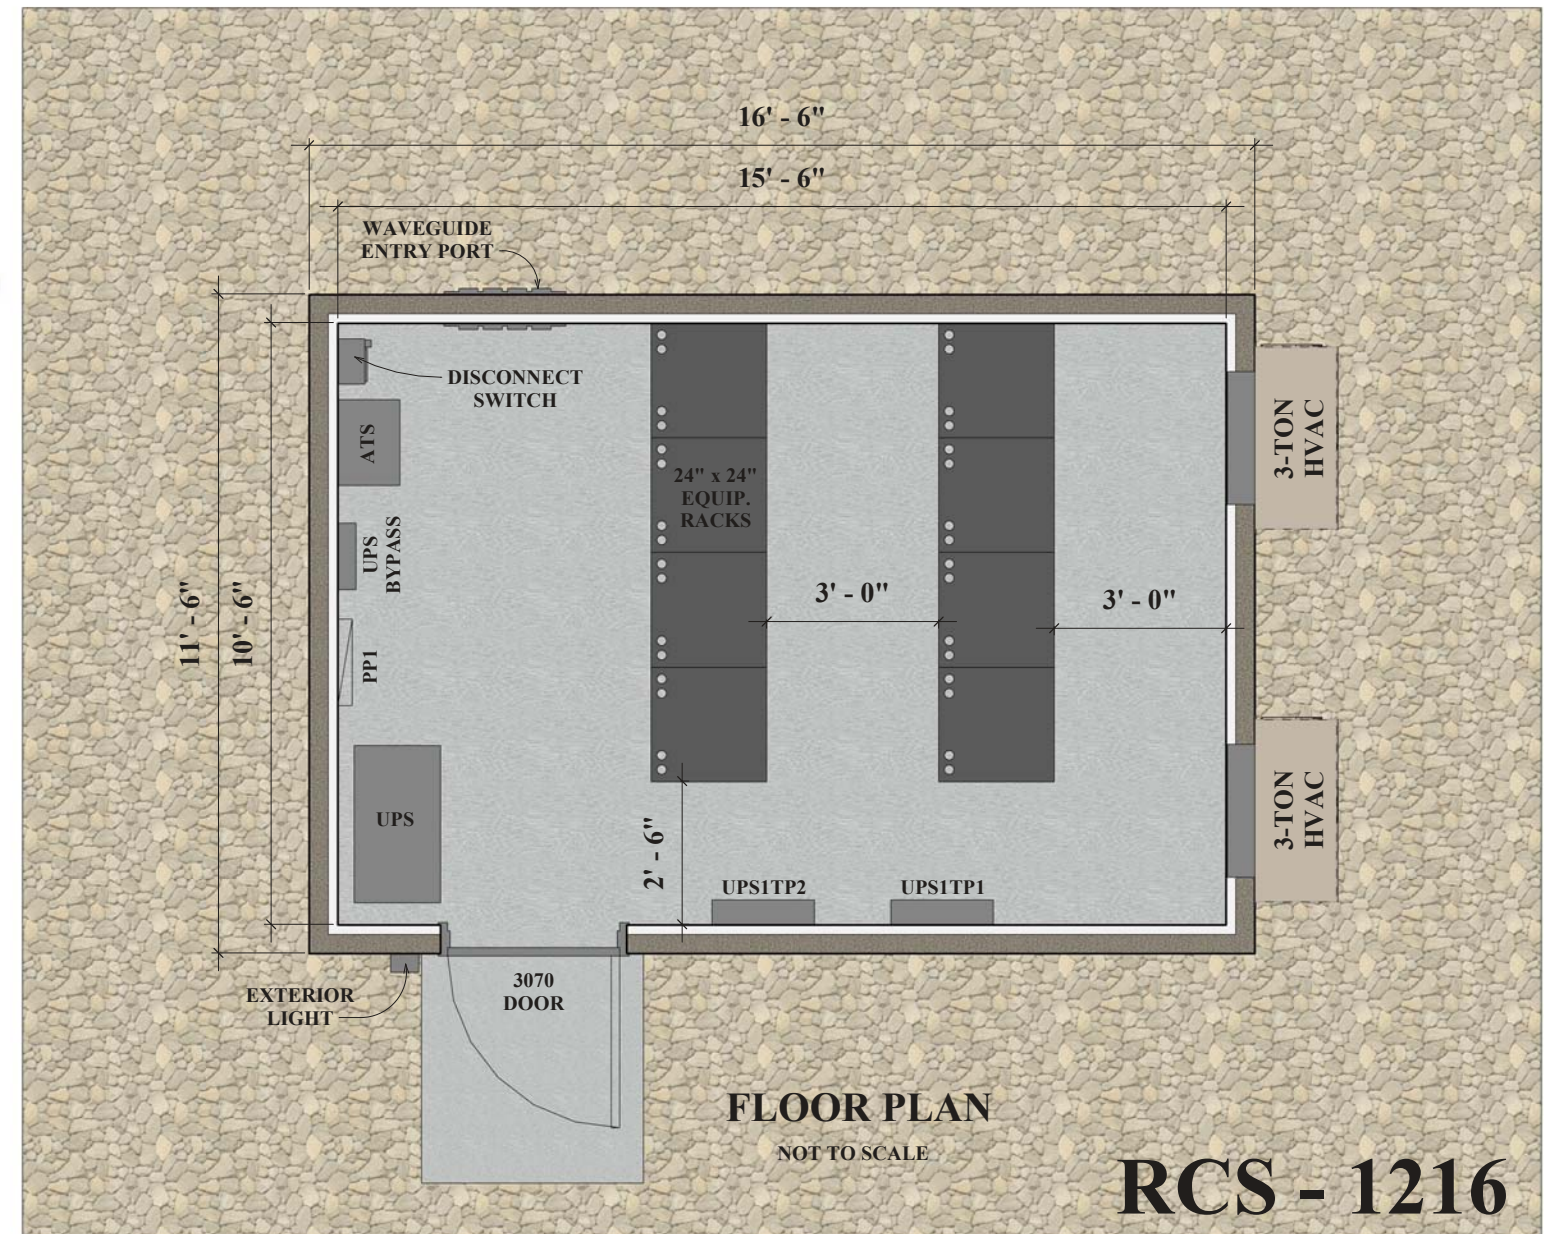 16' - 6"
15' - 6"
WAVEGUIDE
ENTRY PORT
DISCONNECT
SWITCH
ATS
3-TON
HVAC
24" x 24"
EQUIP.
RACKS
UPS
BYPASS
11' - 6"
10' - 6"
3' - 0"
3' - 0"
PP1
UPS
2' - 6"
3-TON
HVAC
UPS1TP2
UPS1TP1
EXTERIOR
LIGHT
3070
DOOR
FLOOR PLAN
NOT TO SCALE
RCS - 1216